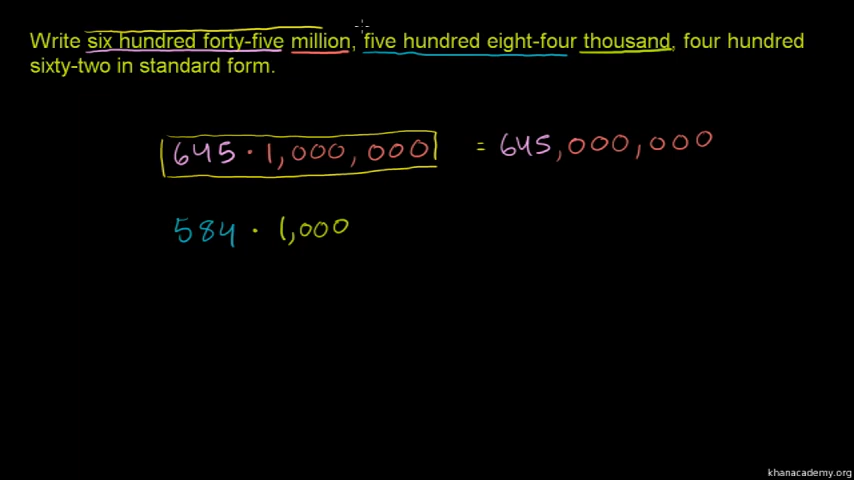 Write six hundred forty-five million, five hundred eight-four thousand, four hundred
sixty-two in standard form.
645 · 1,000,000 = 645,000,000
584 · 1,000
khanacademy.org